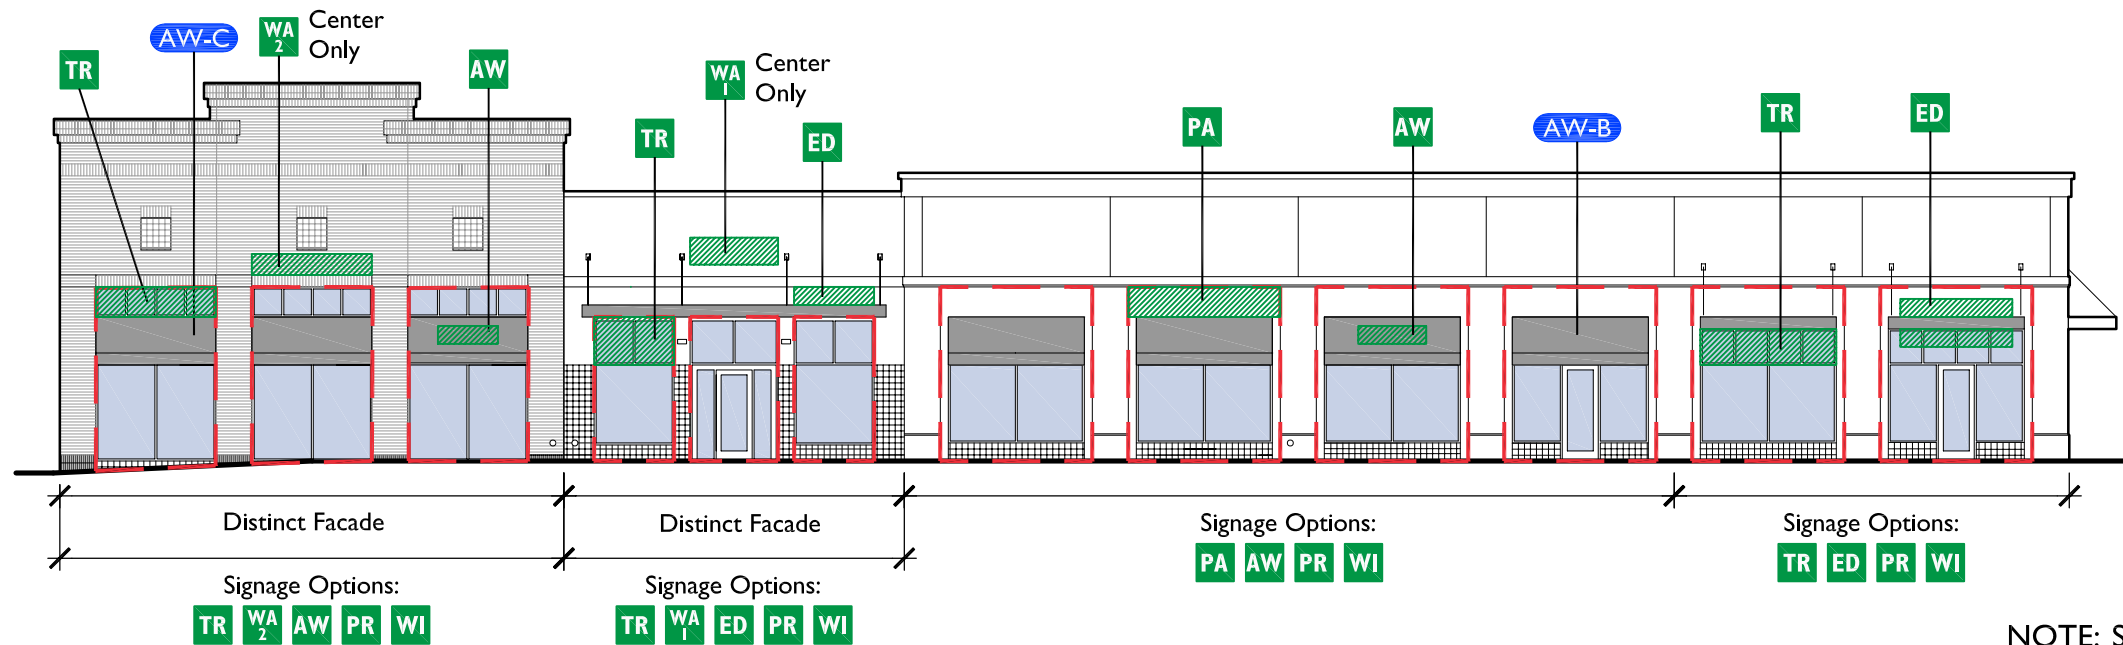 TR
AW-C
WA
2
Center
Only
AW
TR
WA
1
Center
Only
ED
PA
AW
AW-B
TR
ED
Distinct Facade
Distinct Facade
Signage Options:
PA AW PR WI
Signage Options:
TR ED PR WI
Signage Options:
TR WA 2 AW PR WI
Signage Options:
TR WA 1 ED PR WI
NOTE: S